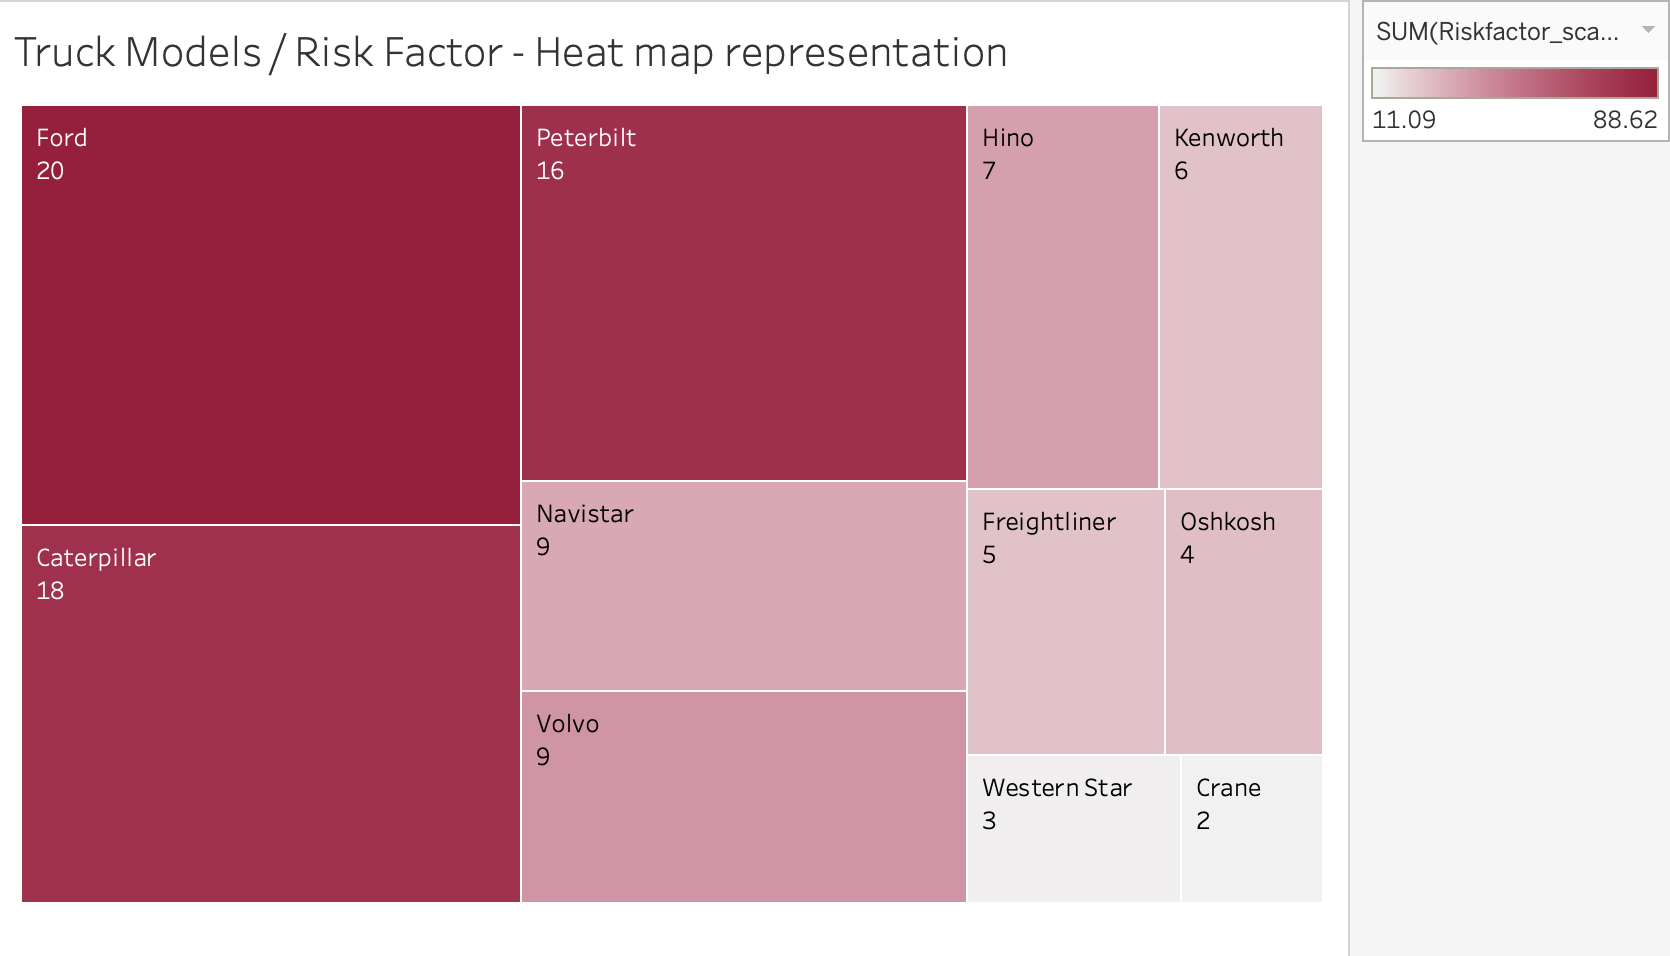 Truck Models / Risk Factor - Heat map representation
Ford
20
Caterpillar
18
Peterbilt
16
Navistar
9
Volvo
9
Hino
7
Kenworth
6
Freightliner
5
Oshkosh
4
Western Star
3
Crane
2
SUM(Riskfactor_sca...
11.09 88.62